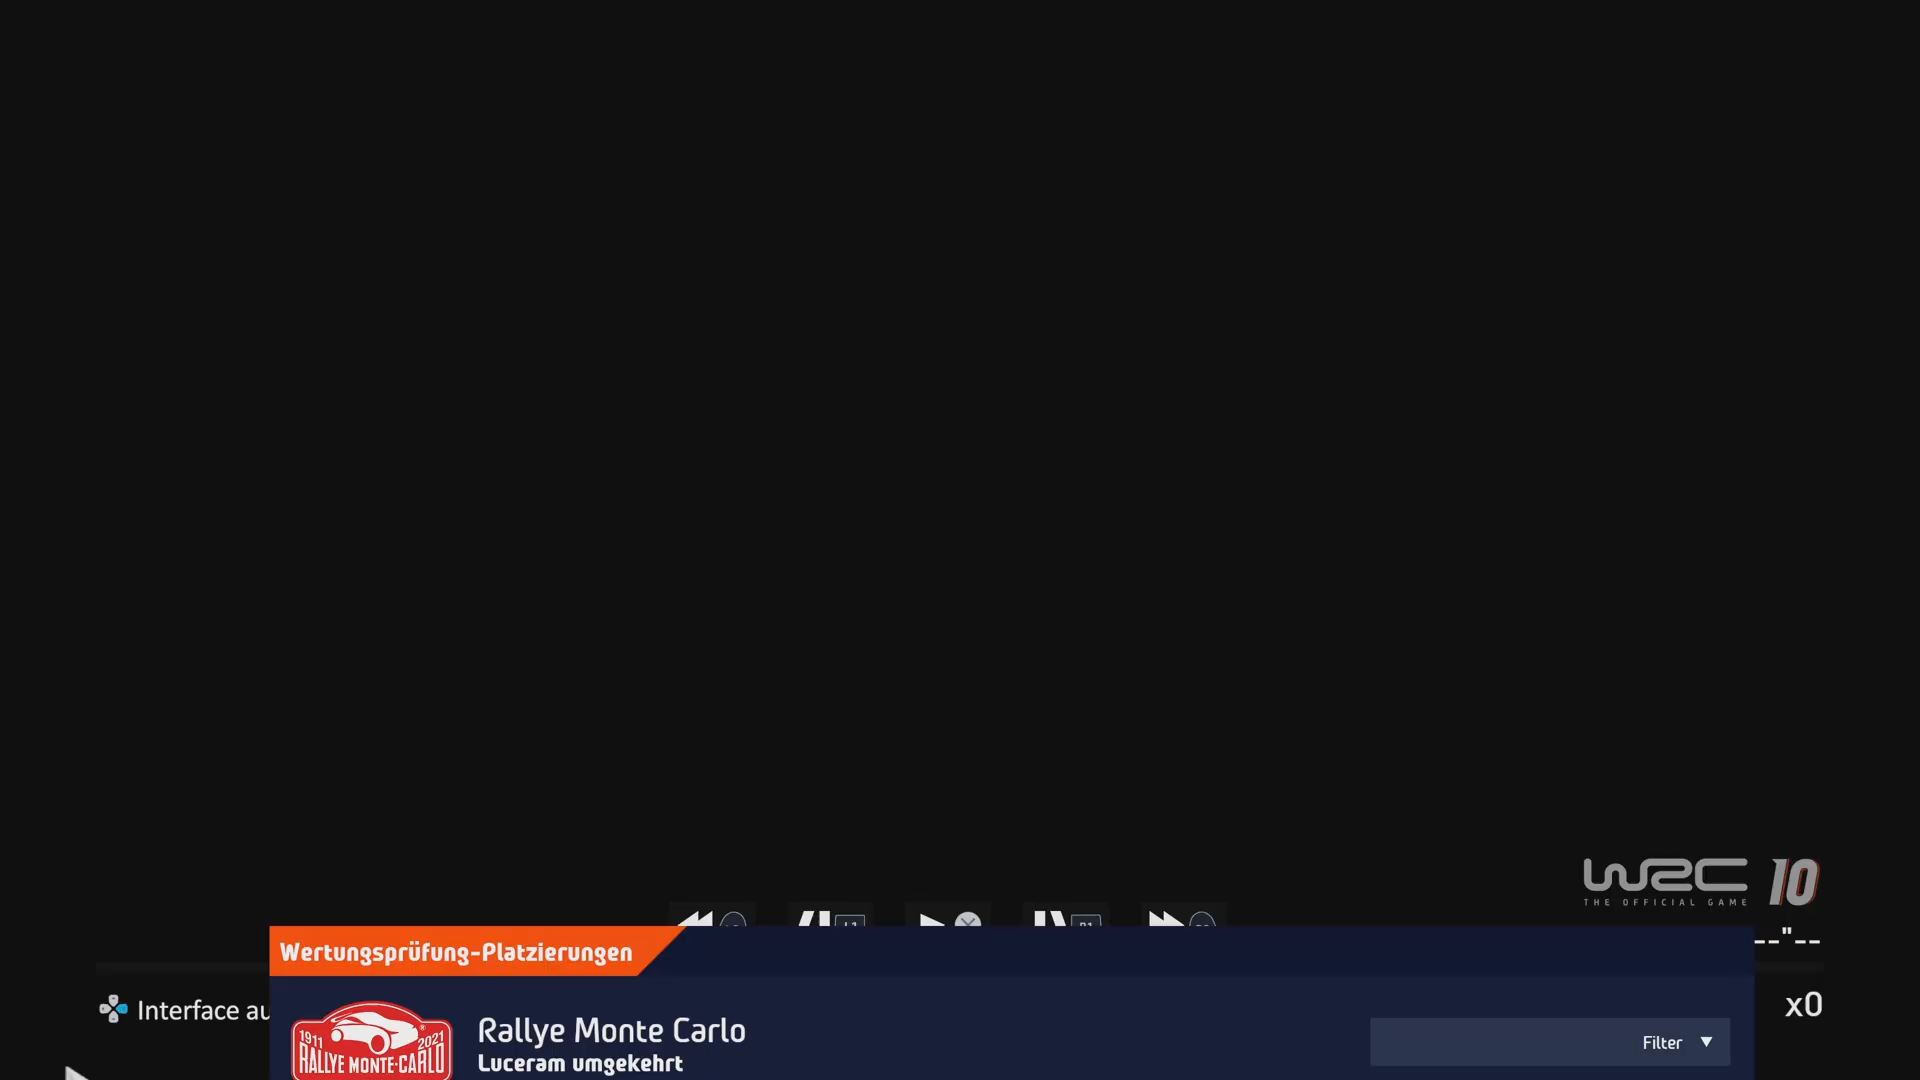 WRC 10
THE OFFICIAL GAME
Wertungsprüfung-Platzierungen
--"--
Interface au
x0
1911
2021
RALLYE MONTE-CARLO
Rallye Monte Carlo
Luceram umgekehrt
Filter